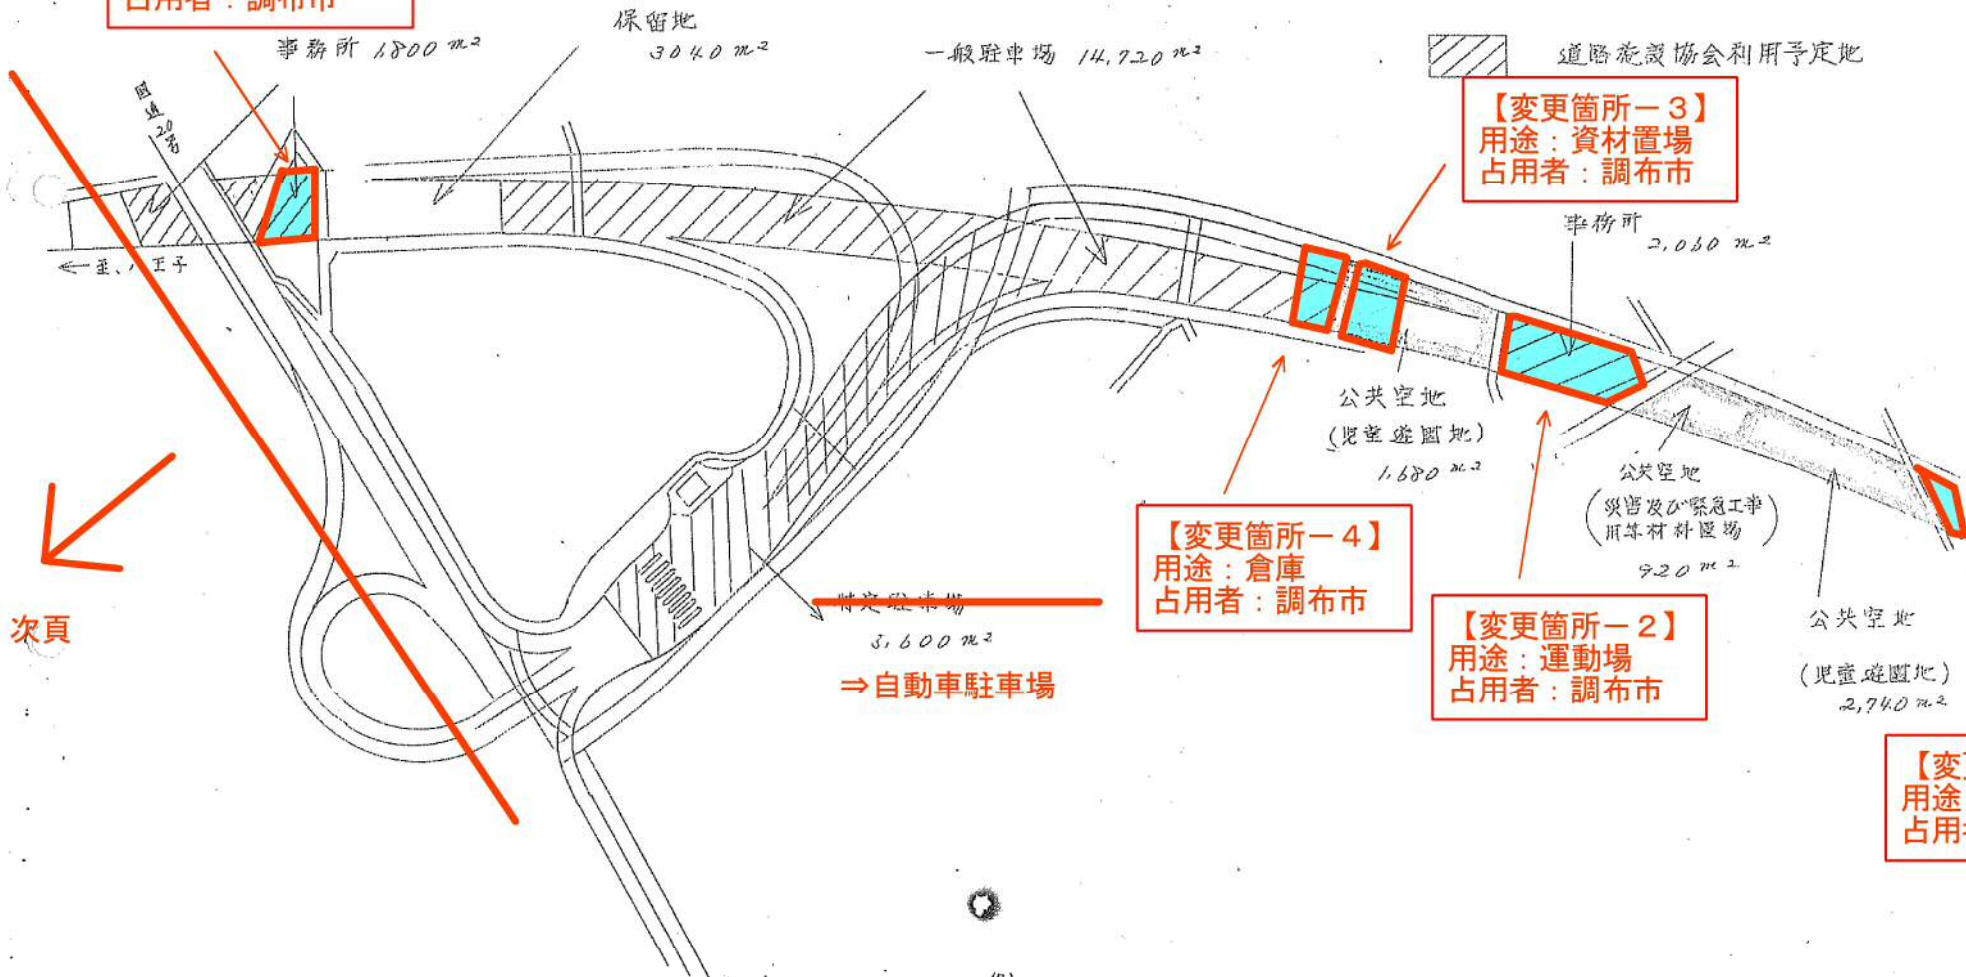 占用者：調布市
事務所 1,800 m²
保留地
3040 m²
一般駐車場 14,720 m²
道路施設協会利用予定地
国道20号
【変更箇所－３】
用途：資材置場
占用者：調布市
事務所
2,060 m²
←至、八王子
公共空地
(児童遊園地)
1,680 m²
公共空地
(災害及び緊急工事
用等材料置場)
920 m²
【変更箇所－４】
用途：倉庫
占用者：調布市
【変更箇所－２】
用途：運動場
占用者：調布市
公共空地
(児童遊園地)
2,740 m²
次頁
特定駐車場
3,600 m²
⇒自動車駐車場
【変
用途
占用